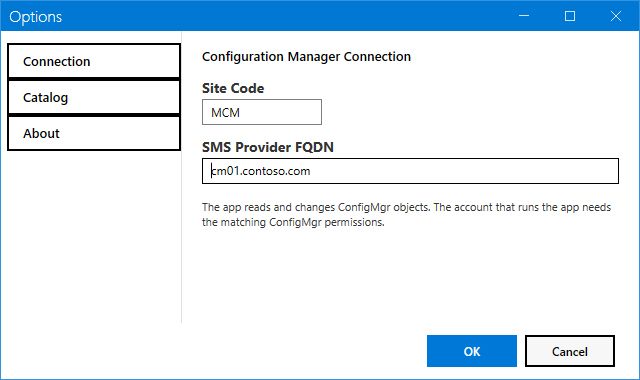 Options
Connection
Catalog
About
Configuration Manager Connection
Site Code
MCM
SMS Provider FQDN
cm01.contoso.com
The app reads and changes ConfigMgr objects. The account that runs the app needs
the matching ConfigMgr permissions.
OK
Cancel